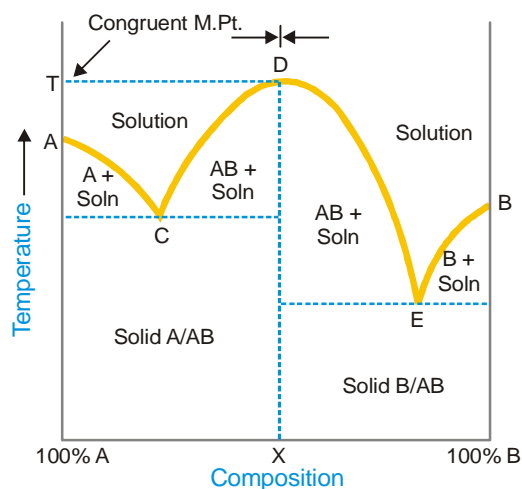 Congruent M.Pt.
D
T
Solution
Solution
A
A +
Soln
AB +
Soln
AB +
Soln
B
B +
Soln
C
E
Temperature
Solid A/AB
Solid B/AB
100% A
X
100% B
Composition